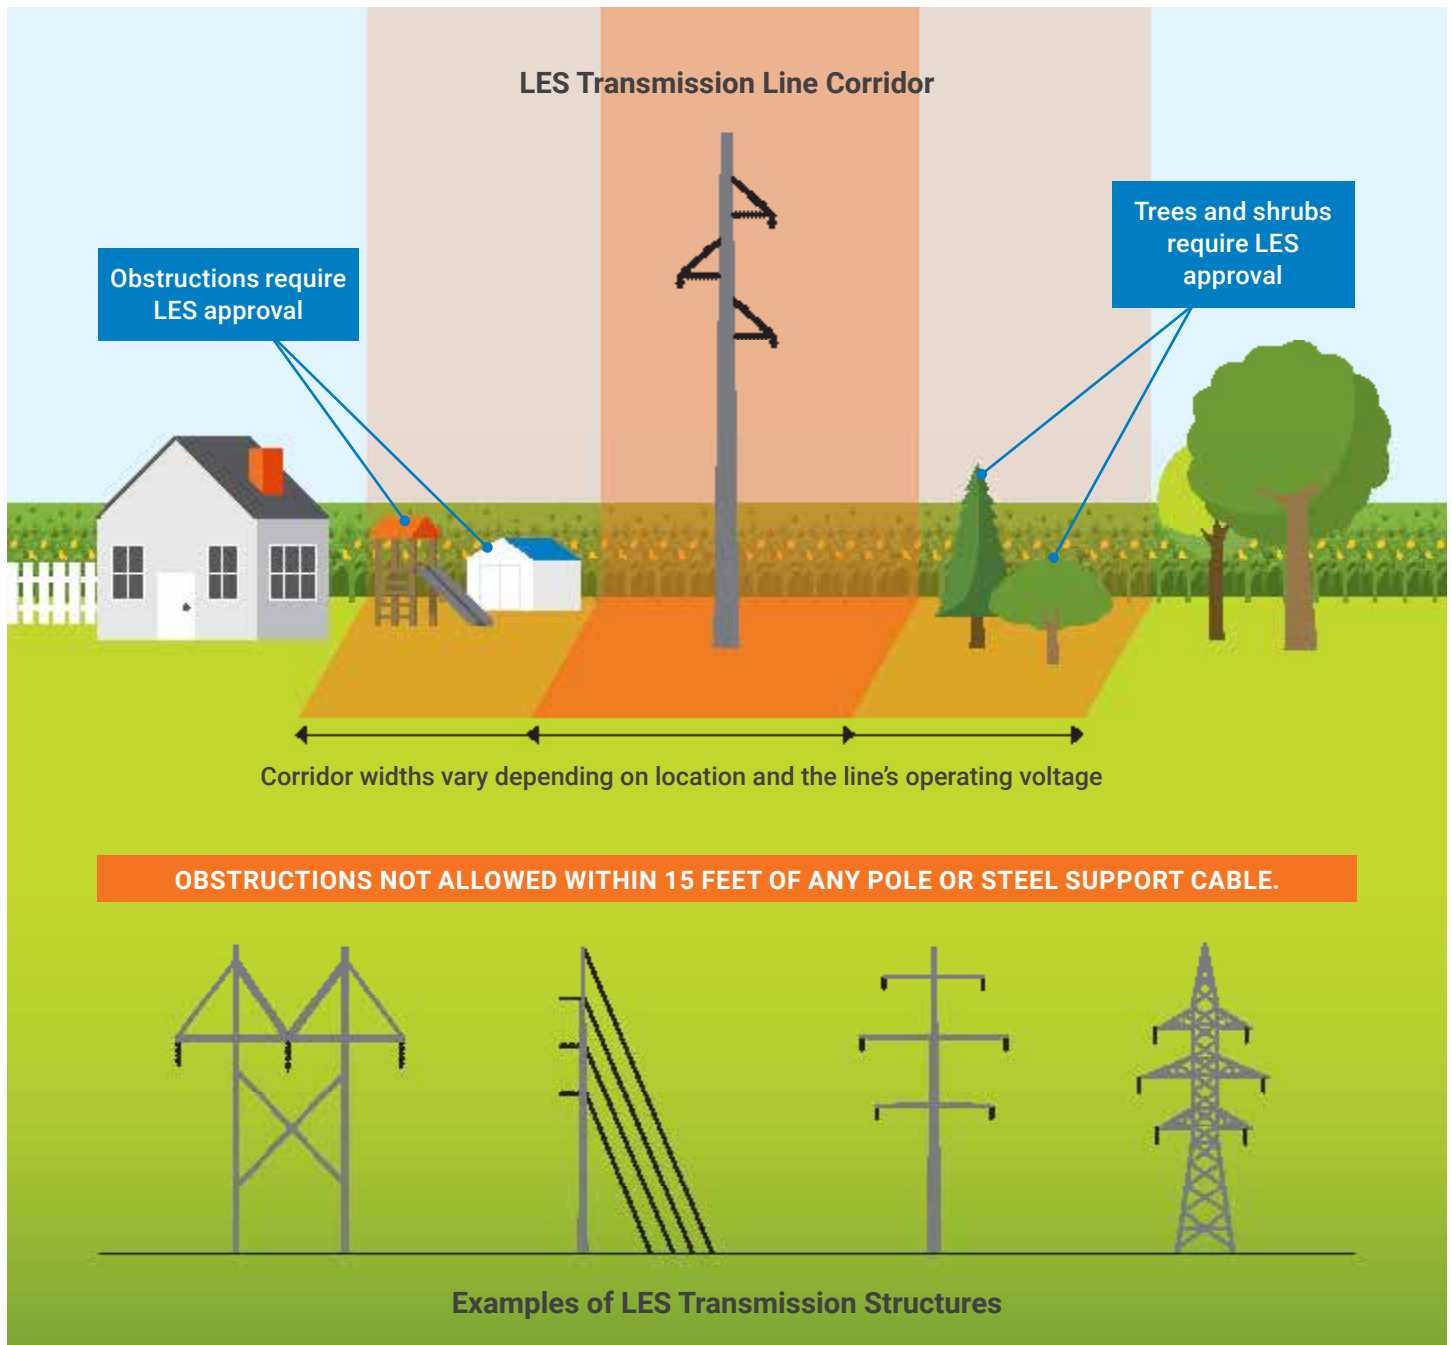 LES Transmission Line Corridor
Obstructions require
LES approval
Trees and shrubs
require LES
approval
Corridor widths vary depending on location and the line’s operating voltage
OBSTRUCTIONS NOT ALLOWED WITHIN 15 FEET OF ANY POLE OR STEEL SUPPORT CABLE.
Examples of LES Transmission Structures